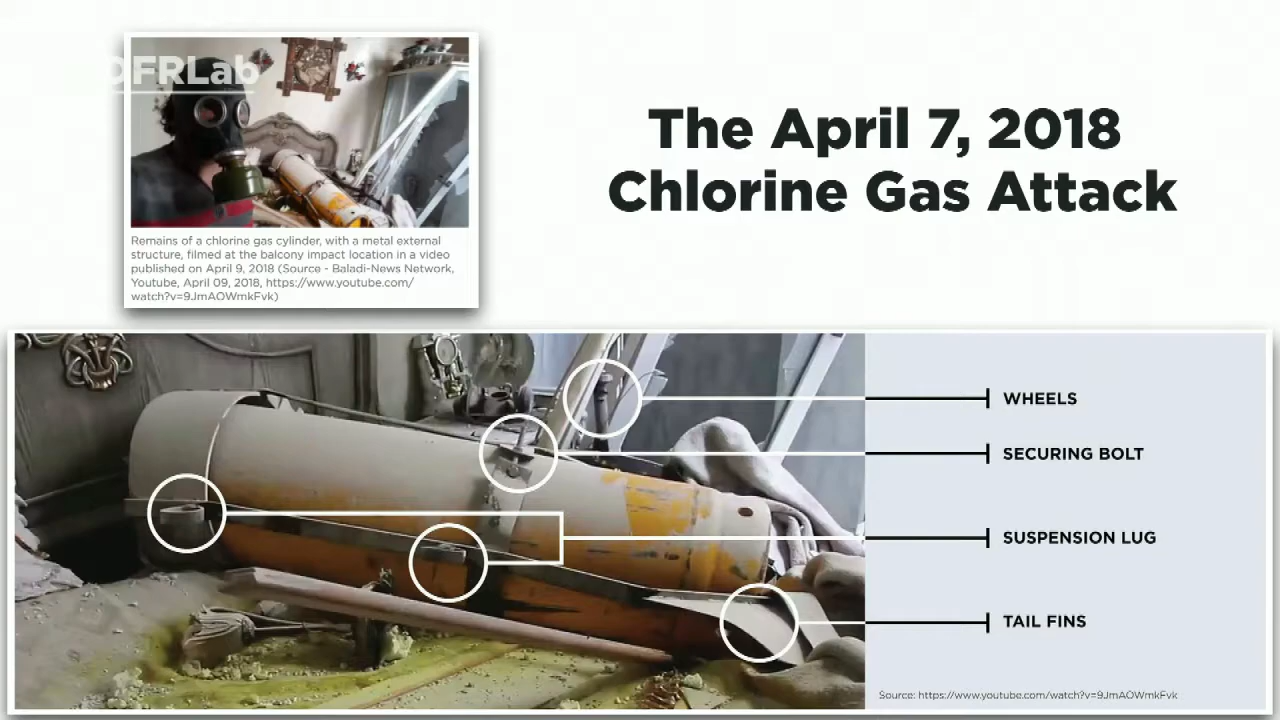 DFRLab
The April 7, 2018
Chlorine Gas Attack
Remains of a chlorine gas cylinder, with a metal external
structure, filmed at the balcony impact location in a video
published on April 9, 2018 (Source - Baladi-News Network,
Youtube, April 09, 2018, https://www.youtube.com/
watch?v=9JmAOWmkFvk)
WHEELS
SECURING BOLT
SUSPENSION LUG
TAIL FINS
Source: https://www.youtube.com/watch?v=9JmAOWmkFvk